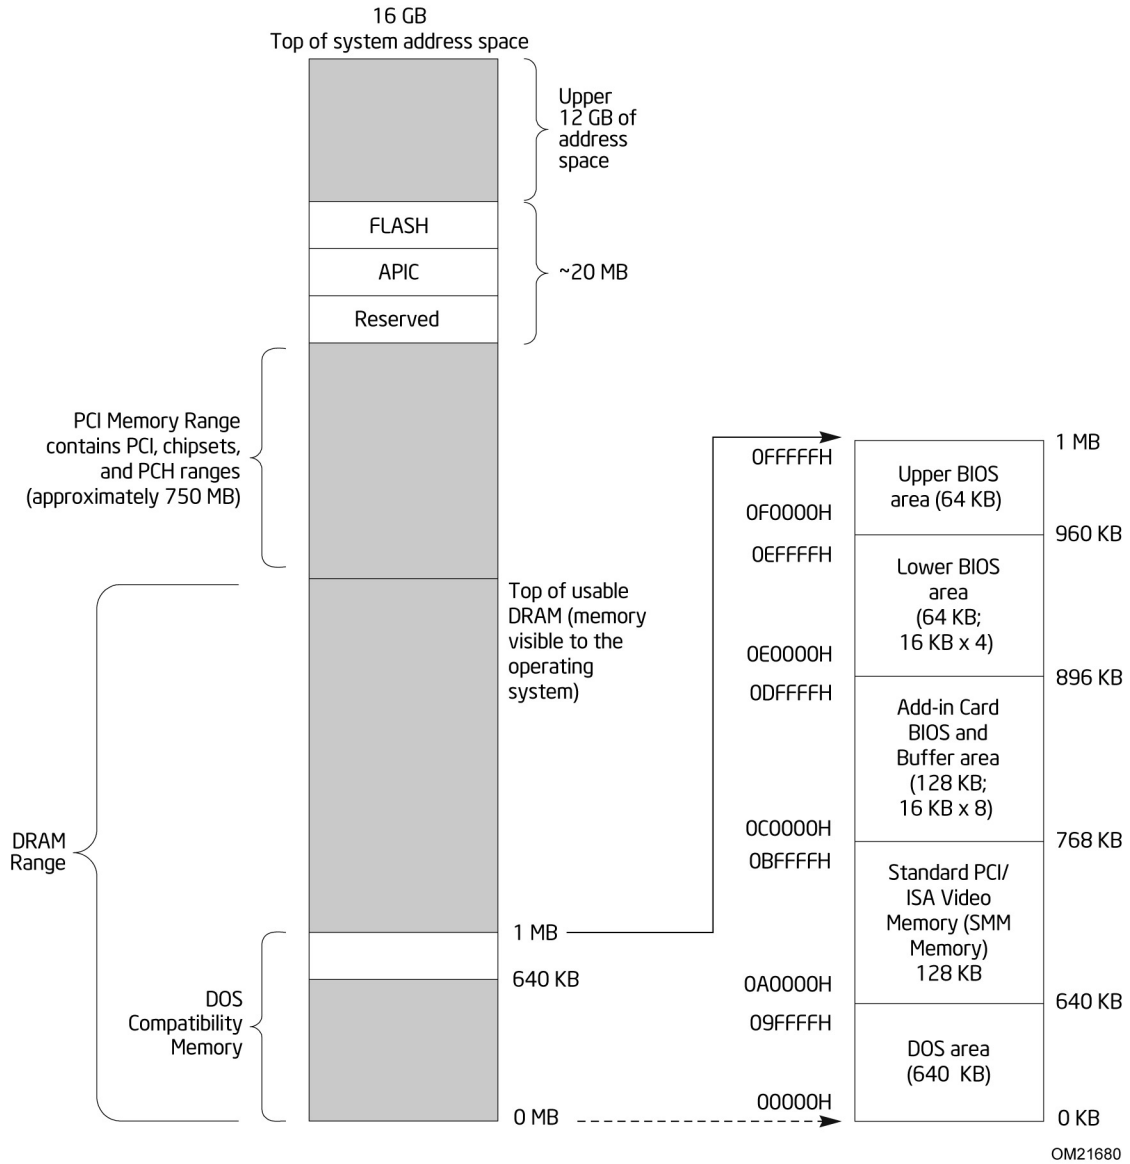 16 GB
Top of system address space
Upper
12 GB of
address
space
FLASH
APIC
~20 MB
Reserved
PCI Memory Range
contains PCI, chipsets,
and PCH ranges
(approximately 750 MB)
Top of usable
DRAM (memory
visible to the
operating
system)
DRAM
Range
1 MB
640 KB
DOS
Compatibility
Memory
0 MB
0FFFFFH
1 MB
Upper BIOS
area (64 KB)
0F0000H
960 KB
0EFFFFH
Lower BIOS
area
(64 KB;
16 KB x 4)
0E0000H
896 KB
0DFFFFH
Add-in Card
BIOS and
Buffer area
(128 KB;
16 KB x 8)
0C0000H
768 KB
0BFFFFH
Standard PCI/
ISA Video
Memory (SMM
Memory)
128 KB
0A0000H
640 KB
09FFFFH
DOS area
(640 KB)
00000H
0 KB
OM21680